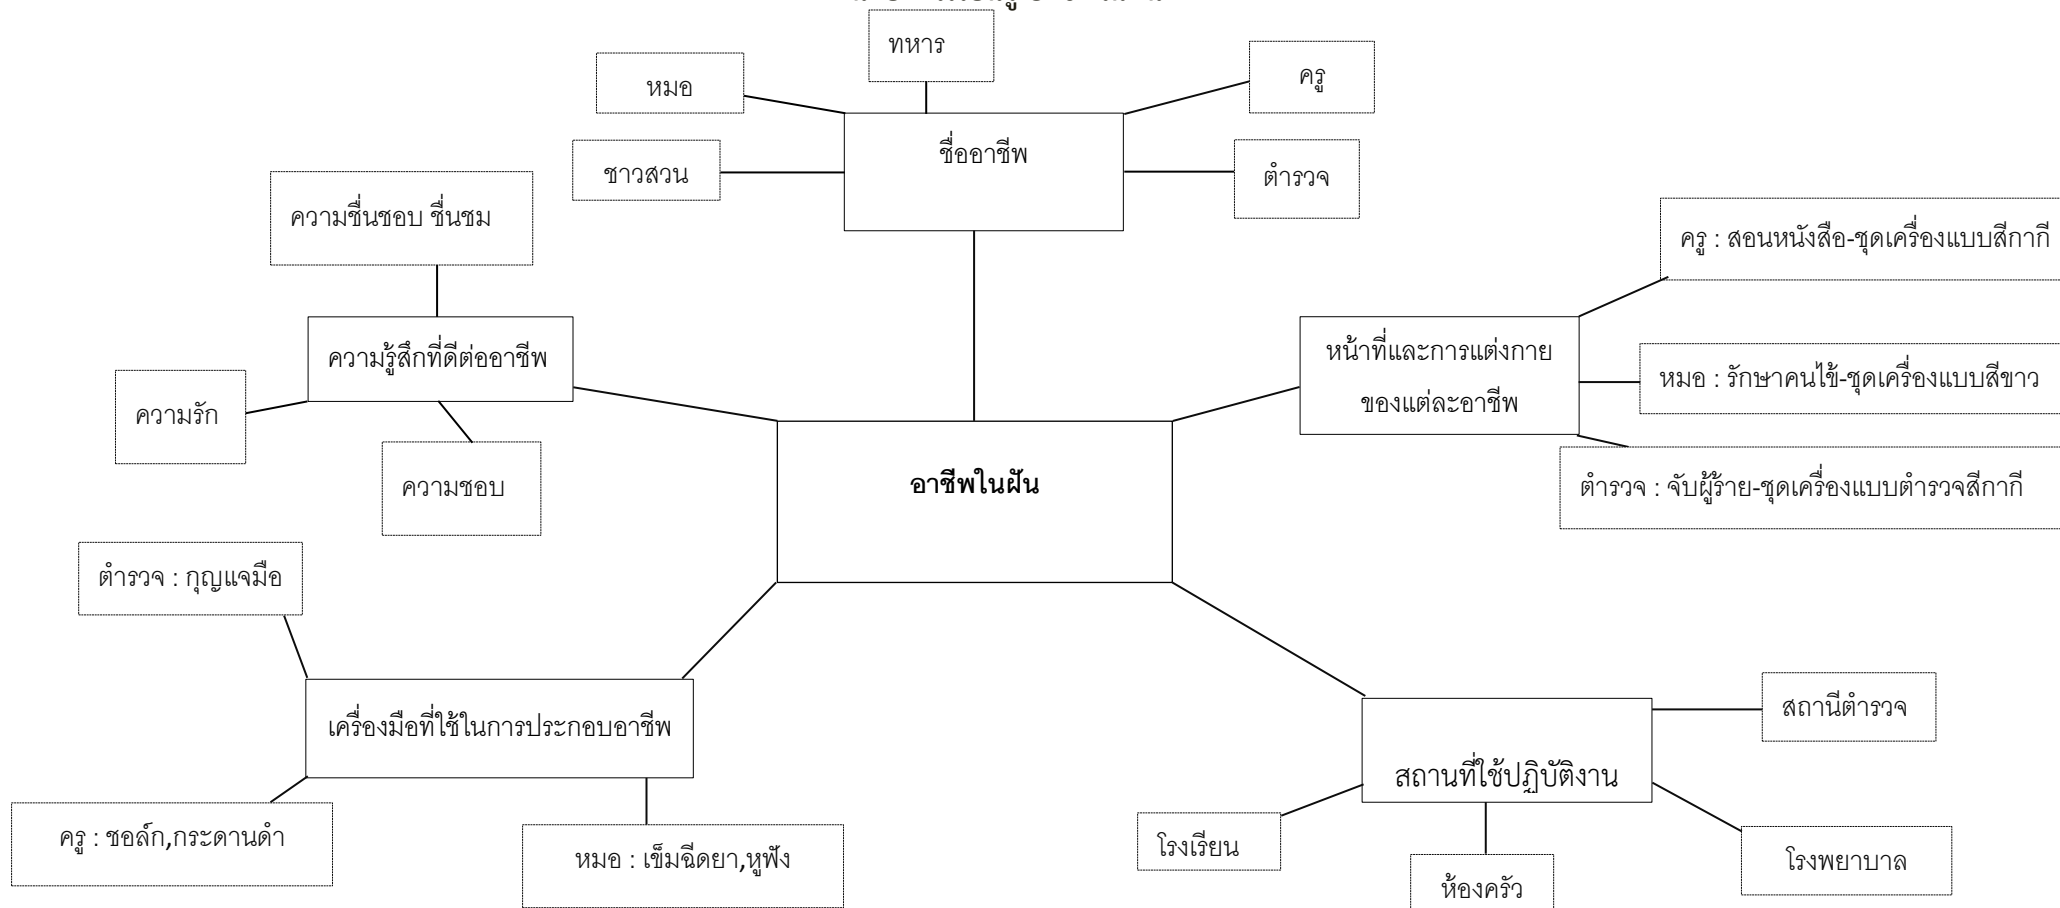 ทหาร
ครู
หมอ
ชื่ออาชีพ
ชาวสวน
ตำรวจ
ความชื่นชอบ ชื่นชม
ครู : สอนหนังสือ-ชุดเครื่องแบบสีกากี
ความรู้สึกที่ดีต่ออาชีพ
หน้าที่และการแต่งกาย
ของแต่ละอาชีพ
หมอ : รักษาคนไข้-ชุดเครื่องแบบสีขาว
ความรัก
ความชอบ
อาชีพในฝัน
ตำรวจ : จับผู้ร้าย-ชุดเครื่องแบบตำรวจสีกากี
ตำรวจ : กุญแจมือ
เครื่องมือที่ใช้ในการประกอบอาชีพ
สถานีตำรวจ
สถานที่ใช้ปฏิบัติงาน
ครู : ชอล์ก,กระดานดำ
หมอ : เข็มฉีดยา,หูฟัง
โรงเรียน
โรงพยาบาล
ห้องครัว